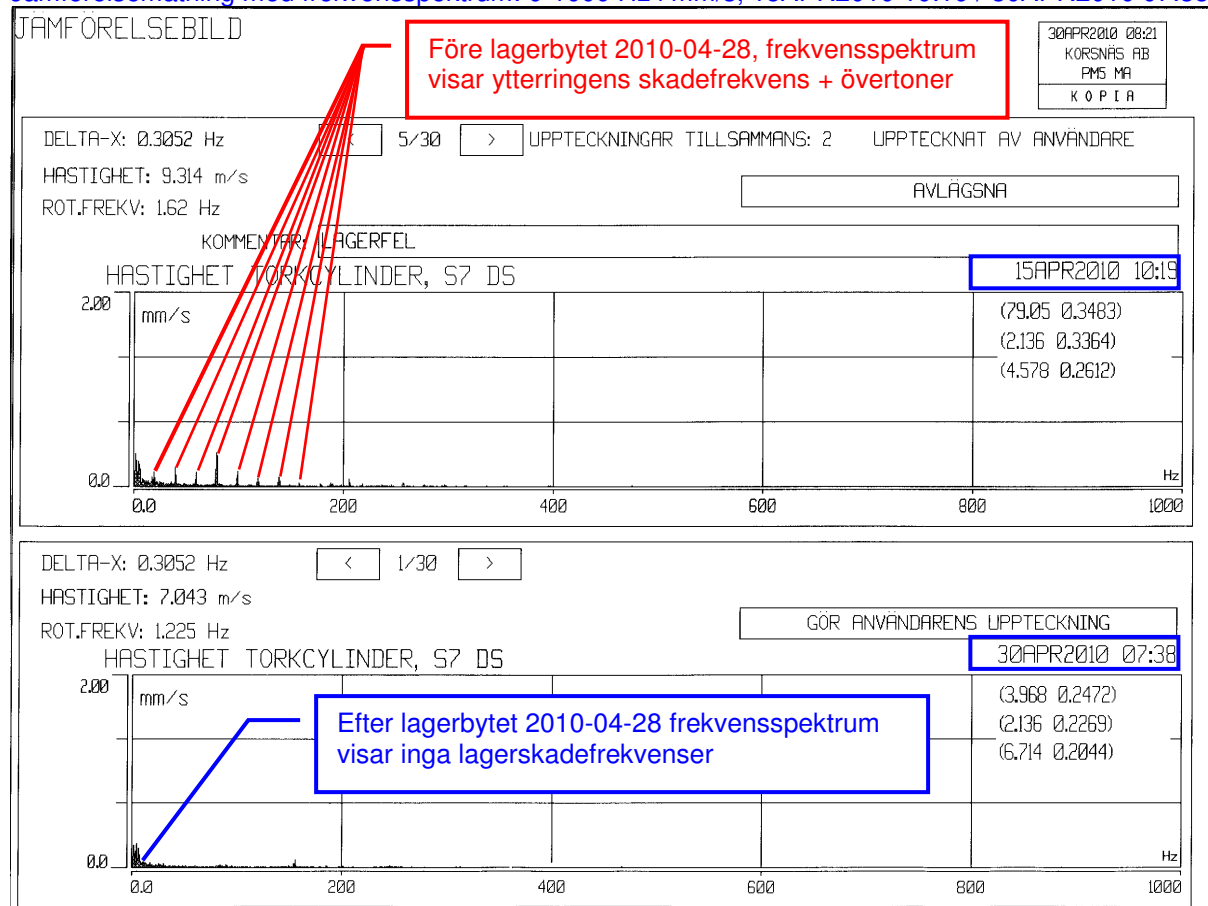 JÄMFÖRELSEBILD
Före lagerbytet 2010-04-28, frekvensspektrum
visar ytterringens skadefrekvens + övertoner
30APR2010 08:21
KORSNÄS AB
PM5 MA
KOPIA
DELTA-X: 0.3052 Hz
< 5/30 >
UPPTECKNINGAR TILLSAMMANS: 2
UPPTECKNAT AV ANVÄNDARE
HASTIGHET: 9.314 m/s
AVLÄGSNA
ROT.FREKV: 1.62 Hz
KOMMENTAR: LAGERFEL
HASTIGHET TORKCYLINDER, S7 DS
15APR2010 10:19
2.00
mm/s
(79.05 0.3483)
(2.136 0.3364)
(4.578 0.2612)
0.0
Hz
0.0 200 400 600 800 1000
DELTA-X: 0.3052 Hz
< 1/30 >
HASTIGHET: 7.043 m/s
GÖR ANVÄNDARENS UPPTECKNING
ROT.FREKV: 1.225 Hz
HASTIGHET TORKCYLINDER, S7 DS
30APR2010 07:38
2.00
mm/s
(3.968 0.2472)
(2.136 0.2269)
(6.714 0.2044)
Efter lagerbytet 2010-04-28 frekvensspektrum
visar inga lagerskadefrekvenser
0.0
Hz
0.0 200 400 600 800 1000